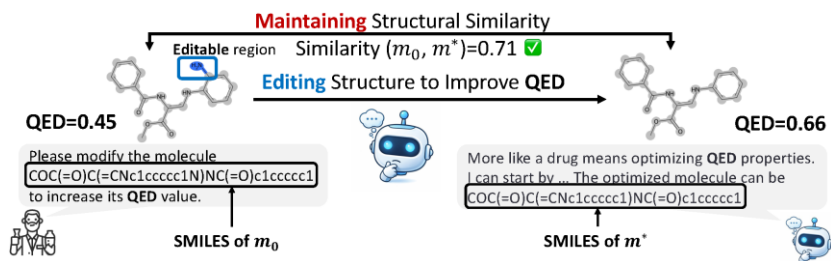 Maintaining Structural Similarity
Editable region
Similarity (m₀, m*)=0.71 ✅
Editing Structure to Improve QED
QED=0.45
QED=0.66
Please modify the molecule
COC(=O)C(=CNc1ccccc1N)NC(=O)c1ccccc1
to increase its QED value.
SMILES of m₀
More like a drug means optimizing QED properties.
I can start by ... The optimized molecule can be
COC(=O)C(=CNc1ccccc1)NC(=O)c1ccccc1
SMILES of m*